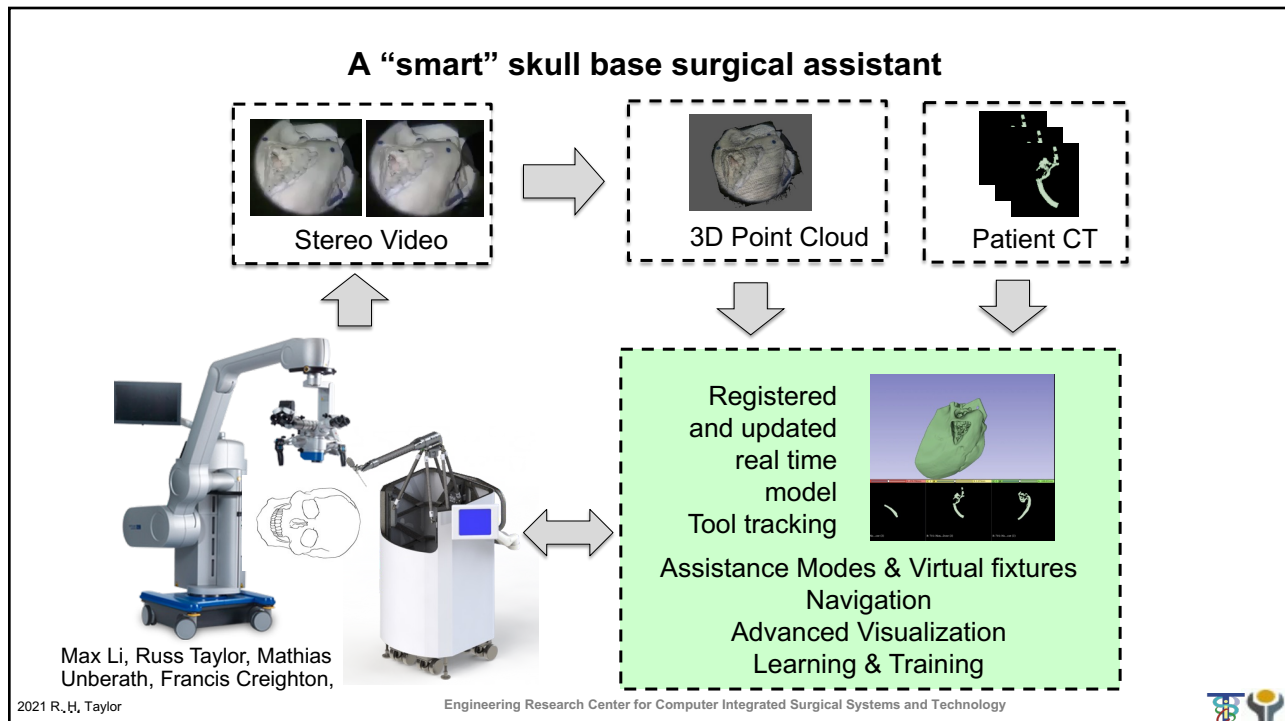 A “smart” skull base surgical assistant
Stereo Video
3D Point Cloud
Patient CT
Registered
and updated
real time
model
Tool tracking
Assistance Modes & Virtual fixtures
Navigation
Advanced Visualization
Learning & Training
Max Li, Russ Taylor, Mathias
Unberath, Francis Creighton,
2021 R. H. Taylor
Engineering Research Center for Computer Integrated Surgical Systems and Technology